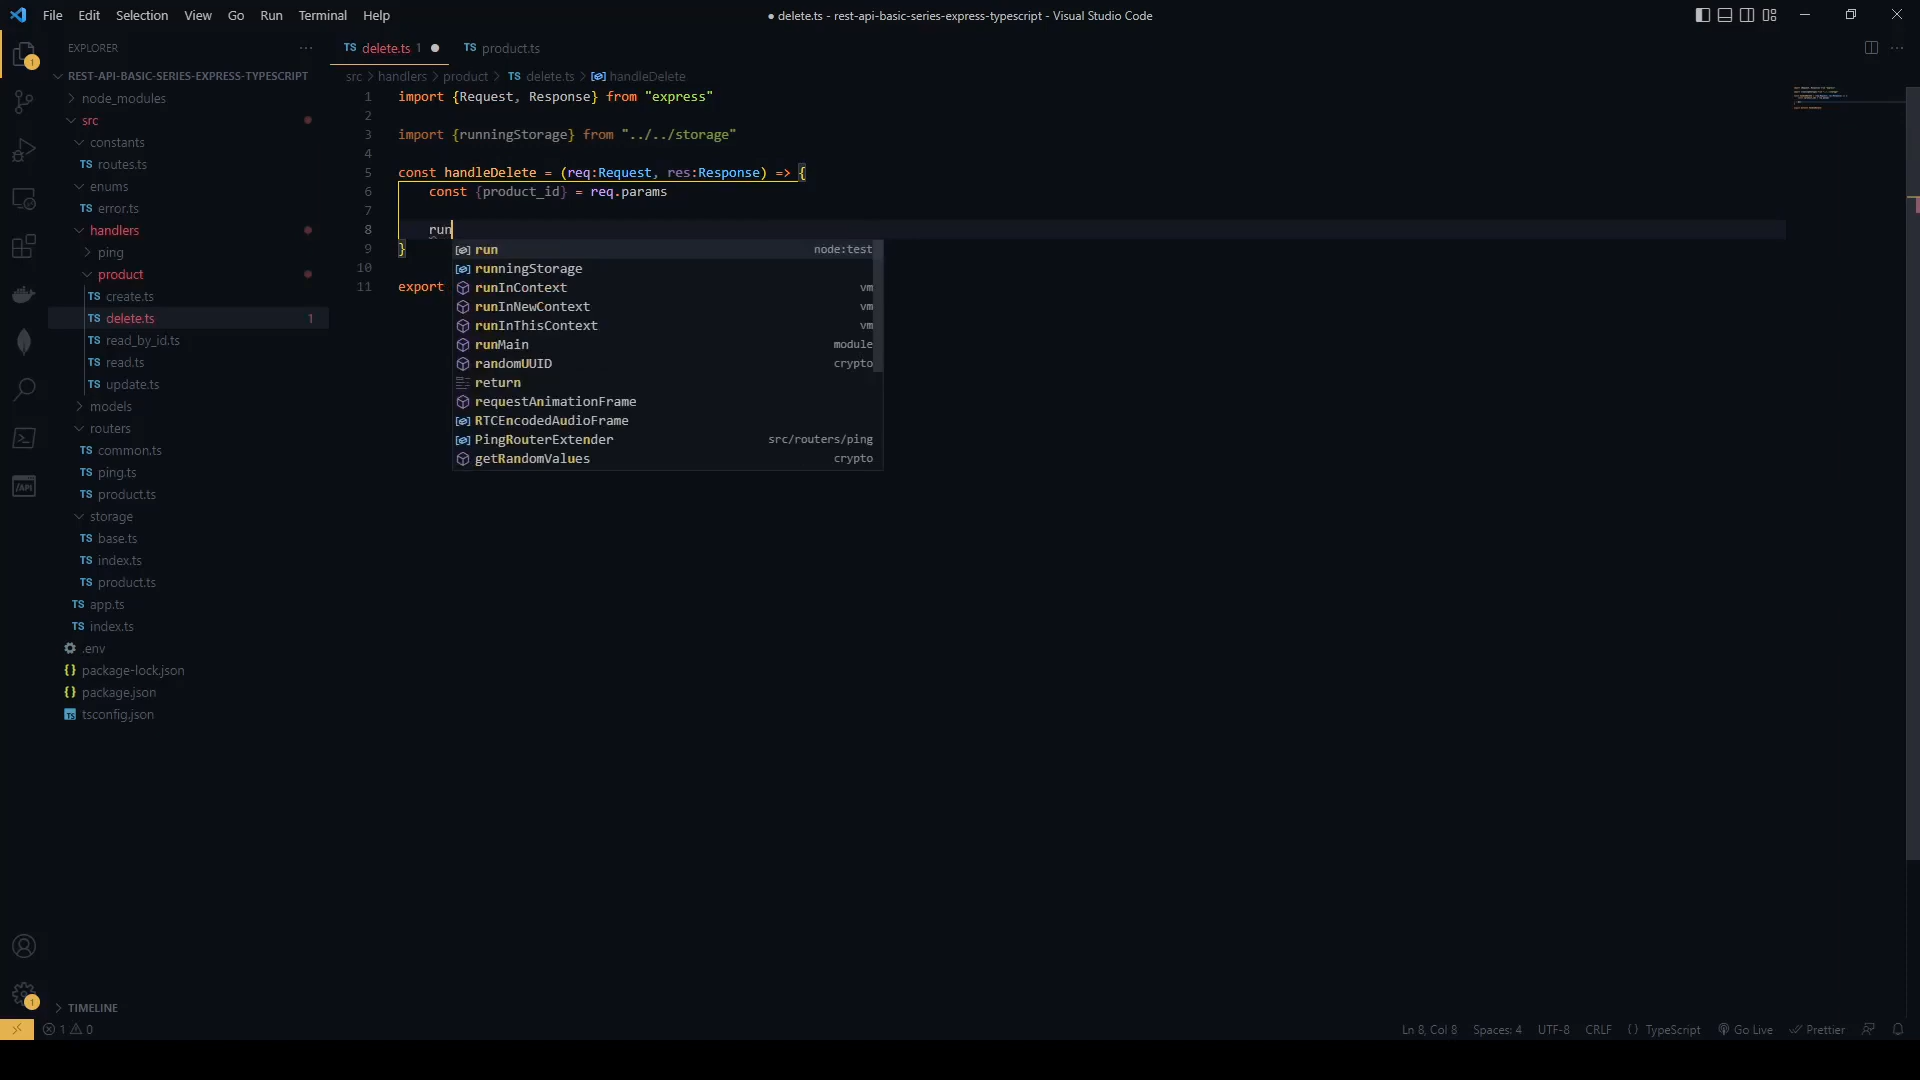 File Edit Selection View Go Run Terminal Help
● delete.ts - rest-api-basic-series-express-typescript - Visual Studio Code
EXPLORER
REST-API-BASIC-SERIES-EXPRESS-TYPESCRIPT
node_modules
src
constants
TS routes.ts
enums
TS error.ts
handlers
ping
product
TS create.ts
TS delete.ts 1
TS read_by_id.ts
TS read.ts
TS update.ts
models
routers
TS common.ts
TS ping.ts
TS product.ts
storage
TS base.ts
TS index.ts
TS product.ts
TS app.ts
TS index.ts
.env
{} package-lock.json
{} package.json
TS tsconfig.json
TIMELINE
/API
1
1
TS delete.ts 1 ●
TS product.ts
src > handlers > product > TS delete.ts > handleDelete
1 import {Request, Response} from "express"
2
3 import {runningStorage} from "../../storage"
4
5 const handleDelete = (req:Request, res:Response) => {
6 const {product_id} = req.params
7
8 run
9 }
10
11 export
run node:test
runningStorage
runInContext vm
runInNewContext vm
runInThisContext vm
runMain module
randomUUID crypto
return
requestAnimationFrame
RTCEncodedAudioFrame
PingRouterExtender src/routers/ping
getRandomValues crypto
1 0
Ln 8, Col 8 Spaces: 4 UTF-8 CRLF {} TypeScript Go Live Prettier